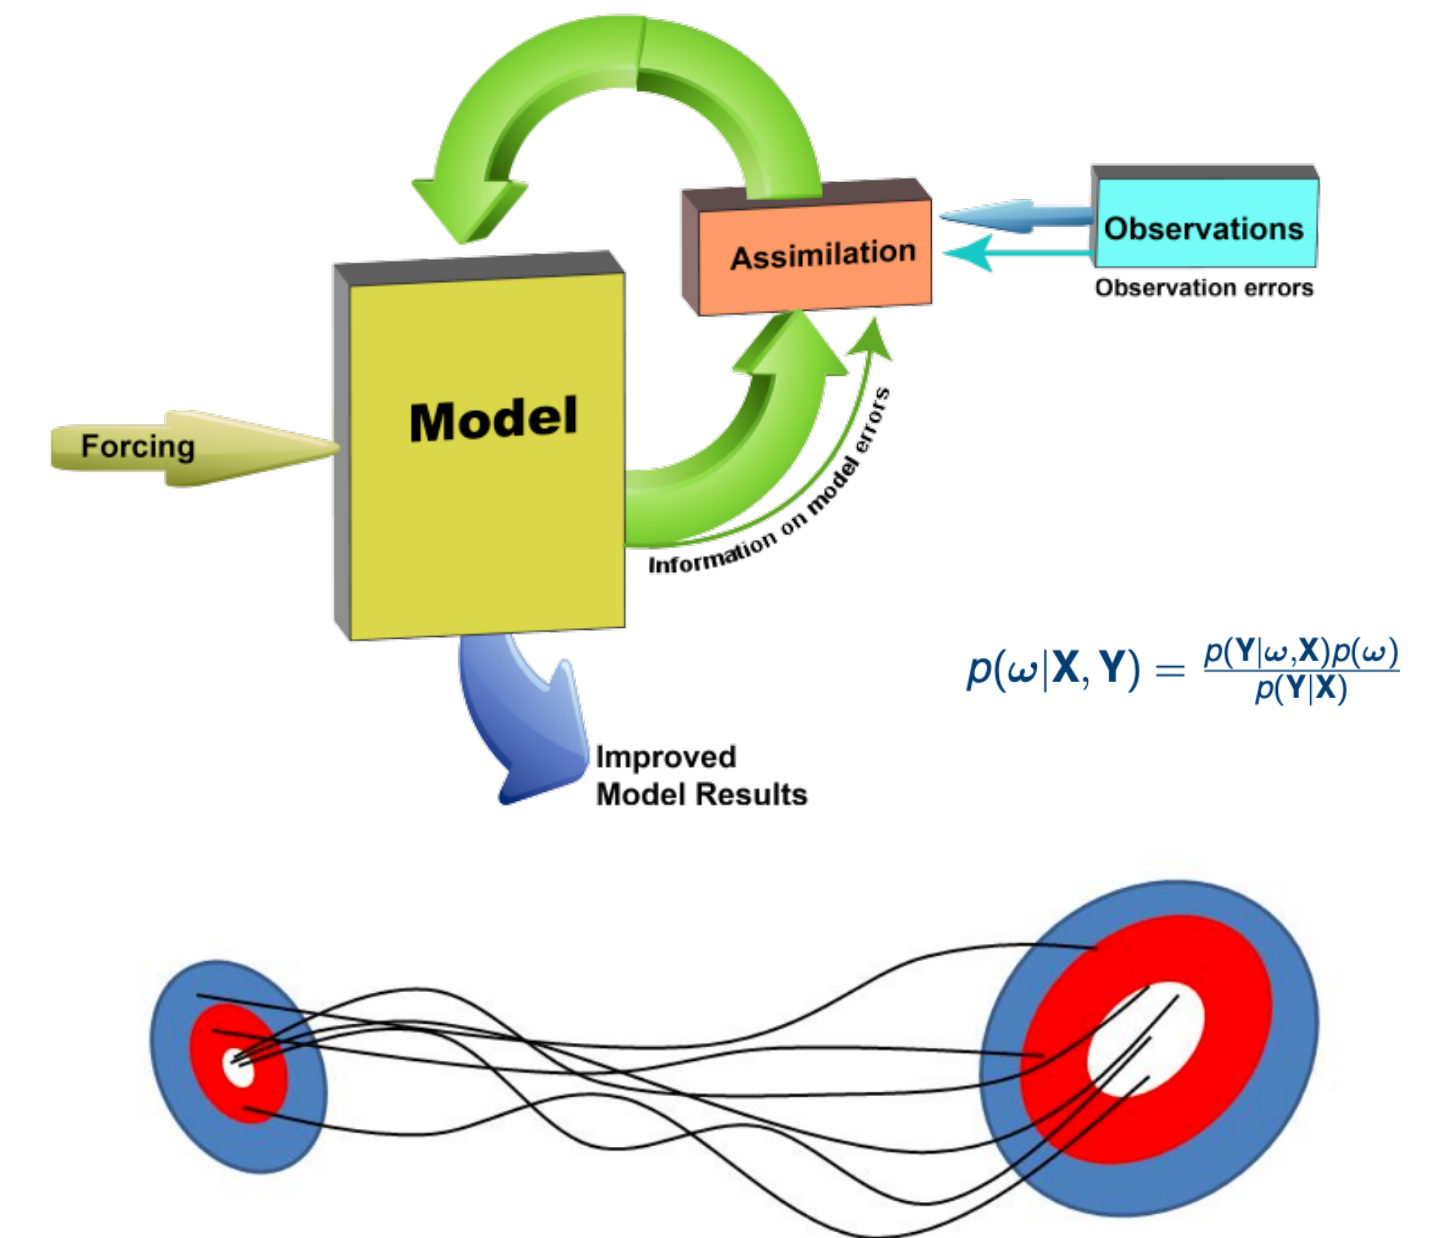 Assimilation
Observations
Observation errors
Model
Forcing
Information on model errors
p(ω|X, Y) = p(Y|ω,X)p(ω) / p(Y|X)
Improved
Model Results